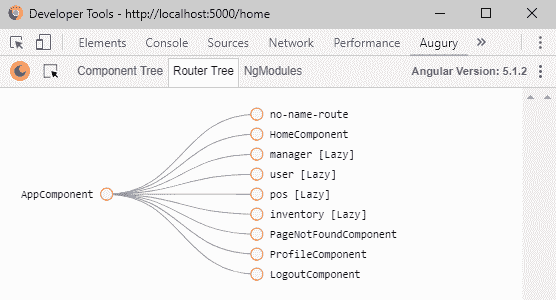 Developer Tools - http://localhost:5000/home
Elements Console Sources Network Performance Augury »
Component Tree Router Tree NgModules Angular Version: 5.1.2
no-name-route
HomeComponent
manager [Lazy]
user [Lazy]
AppComponent pos [Lazy]
inventory [Lazy]
PageNotFoundComponent
ProfileComponent
LogoutComponent